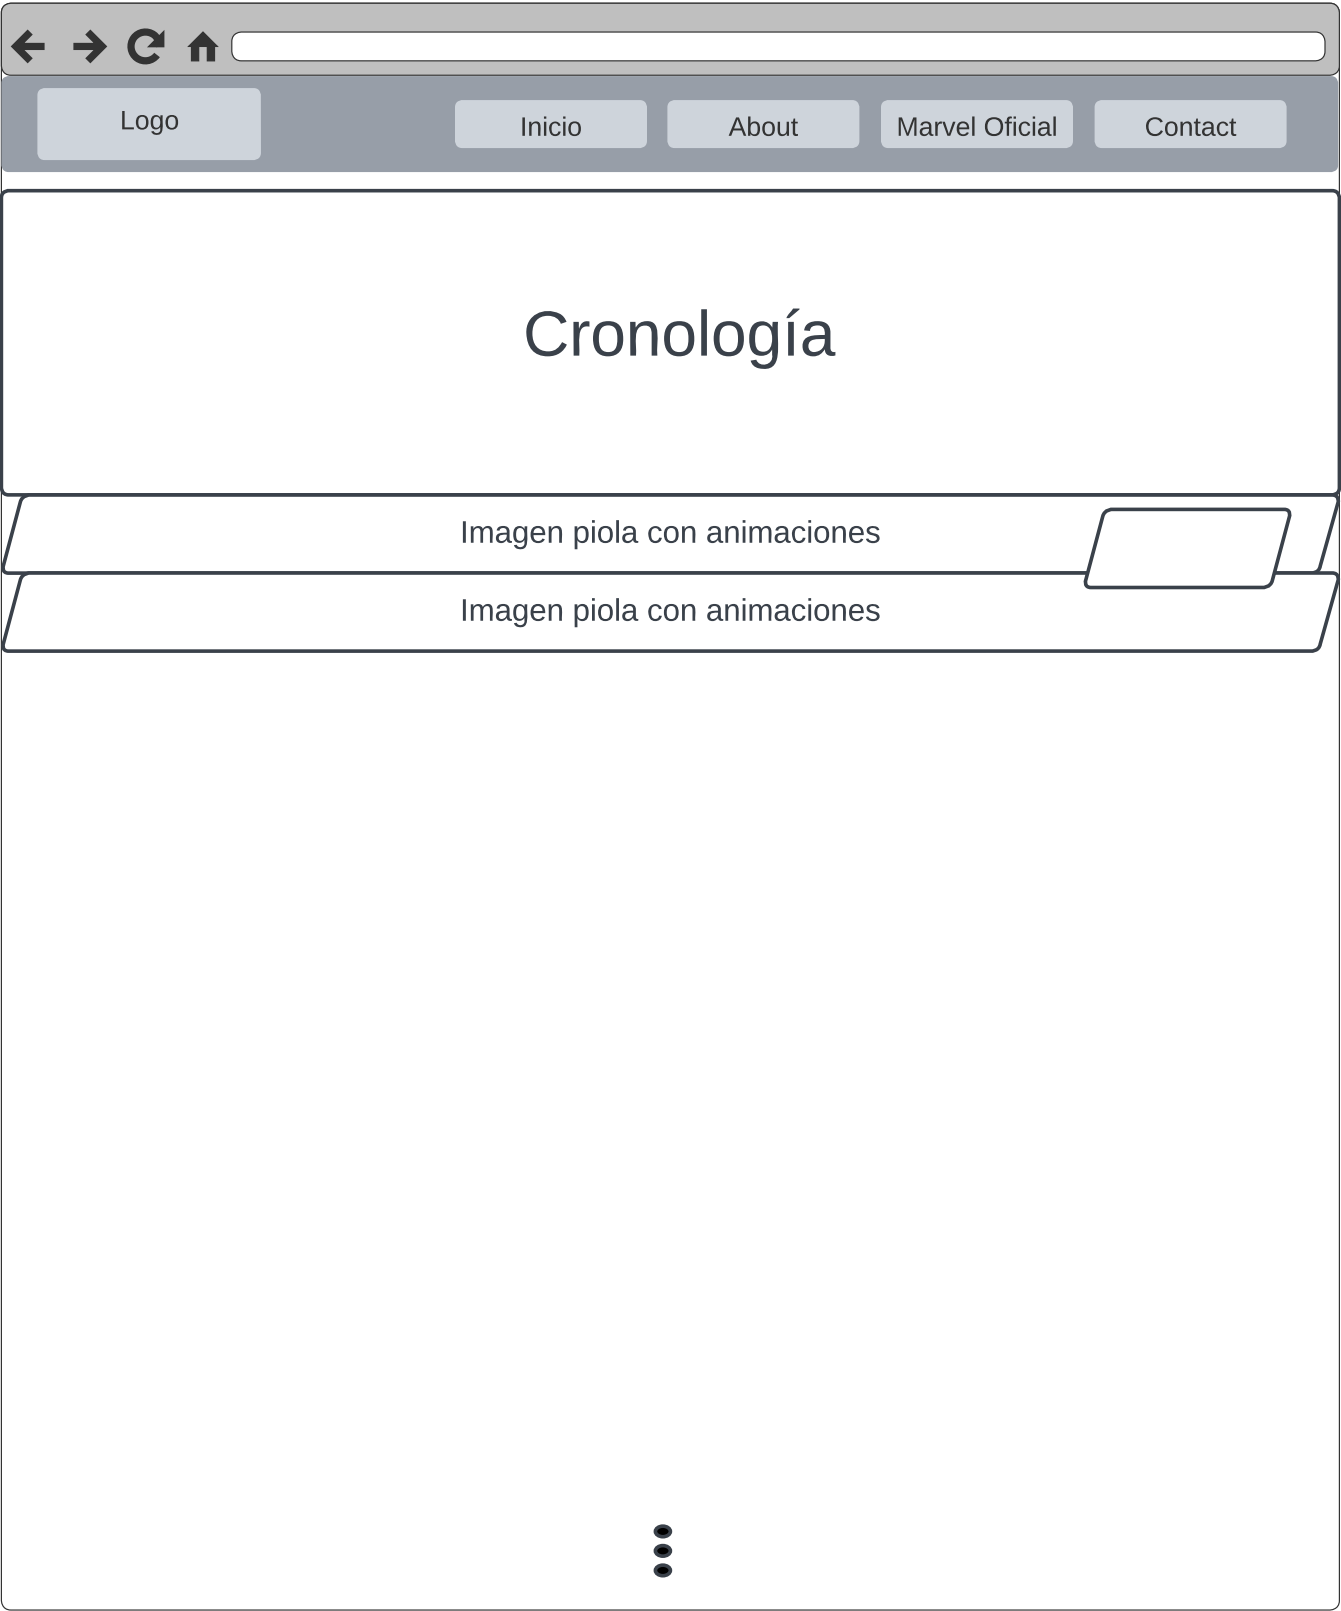 Logo
Inicio
About
Marvel Oficial
Contact
Cronología
Imagen piola con animaciones
Imagen piola con animaciones